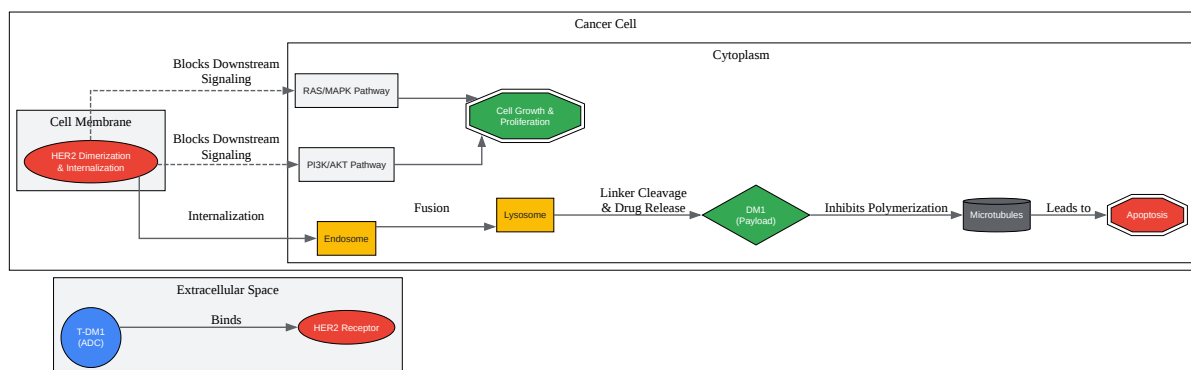 Cancer Cell
Cytoplasm
Blocks Downstream
Signaling
RAS/MAPK Pathway
Cell Growth &
Proliferation
Cell Membrane
HER2 Dimerization
& Internalization
Blocks Downstream
Signaling
PI3K/AKT Pathway
Internalization
Endosome
Fusion
Lysosome
Linker Cleavage
& Drug Release
DM1
(Payload)
Inhibits Polymerization
Microtubules
Leads to
Apoptosis
Extracellular Space
T-DM1
(ADC)
Binds
HER2 Receptor